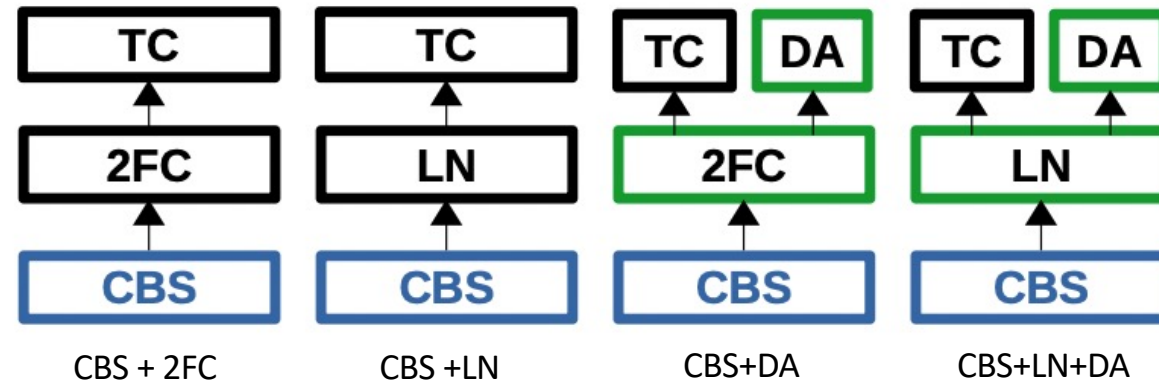 TC TC TC DA TC DA
2FC LN 2FC LN
CBS CBS CBS CBS
CBS + 2FC CBS +LN CBS+DA CBS+LN+DA